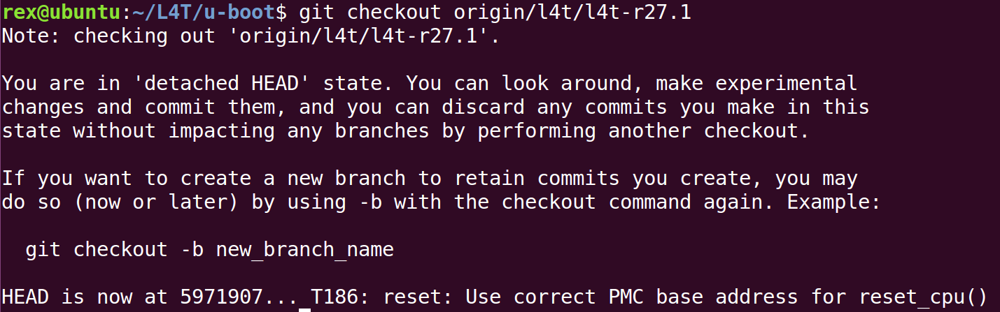 rex@ubuntu:~/L4T/u-boot$ git checkout origin/l4t/l4t-r27.1
Note: checking out 'origin/l4t/l4t-r27.1'.
You are in 'detached HEAD' state. You can look around, make experimental
changes and commit them, and you can discard any commits you make in this
state without impacting any branches by performing another checkout.
If you want to create a new branch to retain commits you create, you may
do so (now or later) by using -b with the checkout command again. Example:
git checkout -b new_branch_name
HEAD is now at 5971907... T186: reset: Use correct PMC base address for reset_cpu()